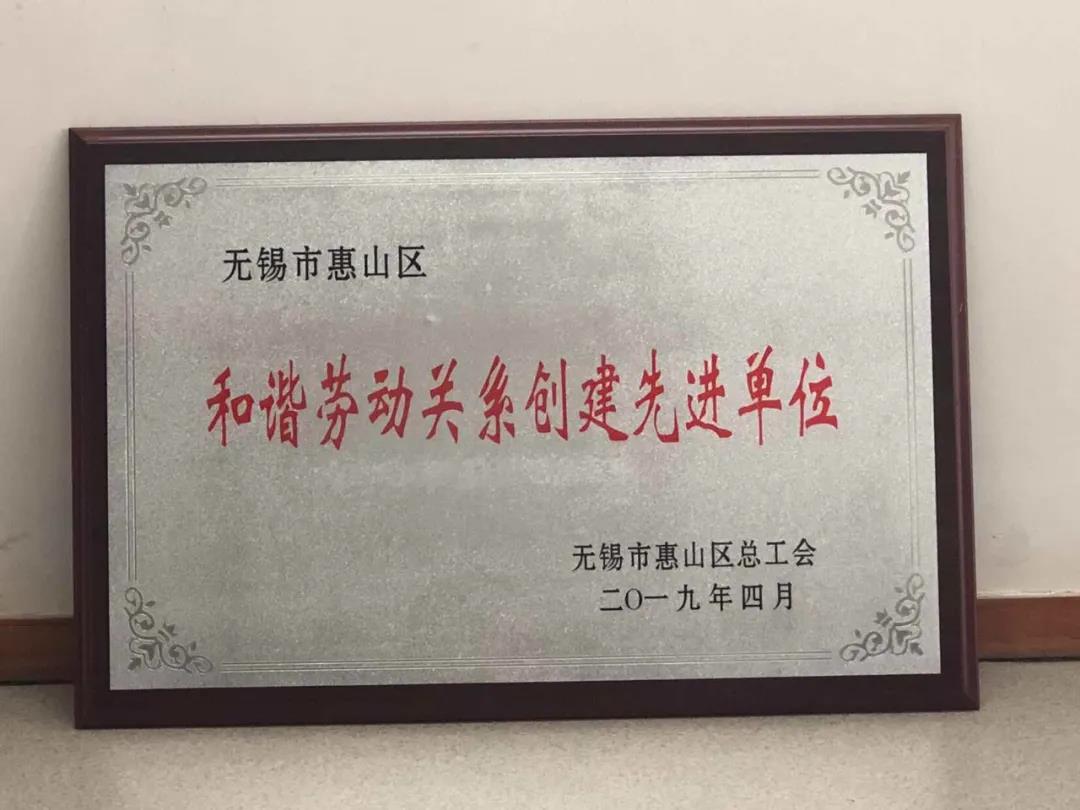 无锡市惠山区
和谐劳动关系创建先进单位
无锡市惠山区总工会
二〇一九年四月